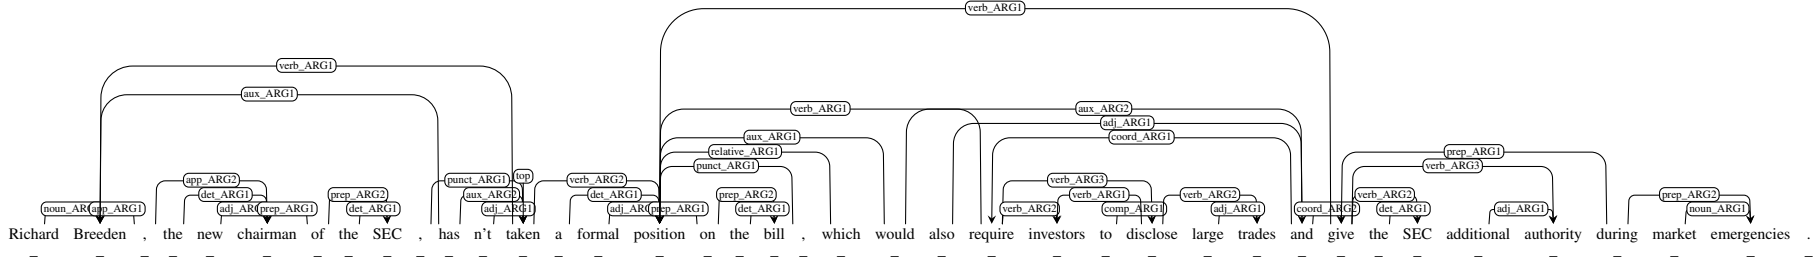 verb_ARG1
verb_ARG1
aux_ARG1
verb_ARG1 aux_ARG2
adj_ARG1
aux_ARG1 coord_ARG1
relative_ARG1 prep_ARG1
punct_ARG1 verb_ARG3
app_ARG2 punct_ARG1 top verb_ARG2 verb_ARG3
det_ARG1 prep_ARG2 aux_ARG2 det_ARG1 prep_ARG2 verb_ARG1 verb_ARG2 verb_ARG2 prep_ARG2
app_ARG1 prep_ARG1 det_ARG1 adj_ARG1 prep_ARG1 det_ARG1 verb_ARG2 comp_ARG1 adj_ARG1 coord_ARG2 det_ARG1 adj_ARG1 noun_ARG1
Richard Breeden , the new chairman of the SEC , has n't taken a formal position on the bill , which would also require investors to disclose large trades and give the SEC additional authority during market emergencies .